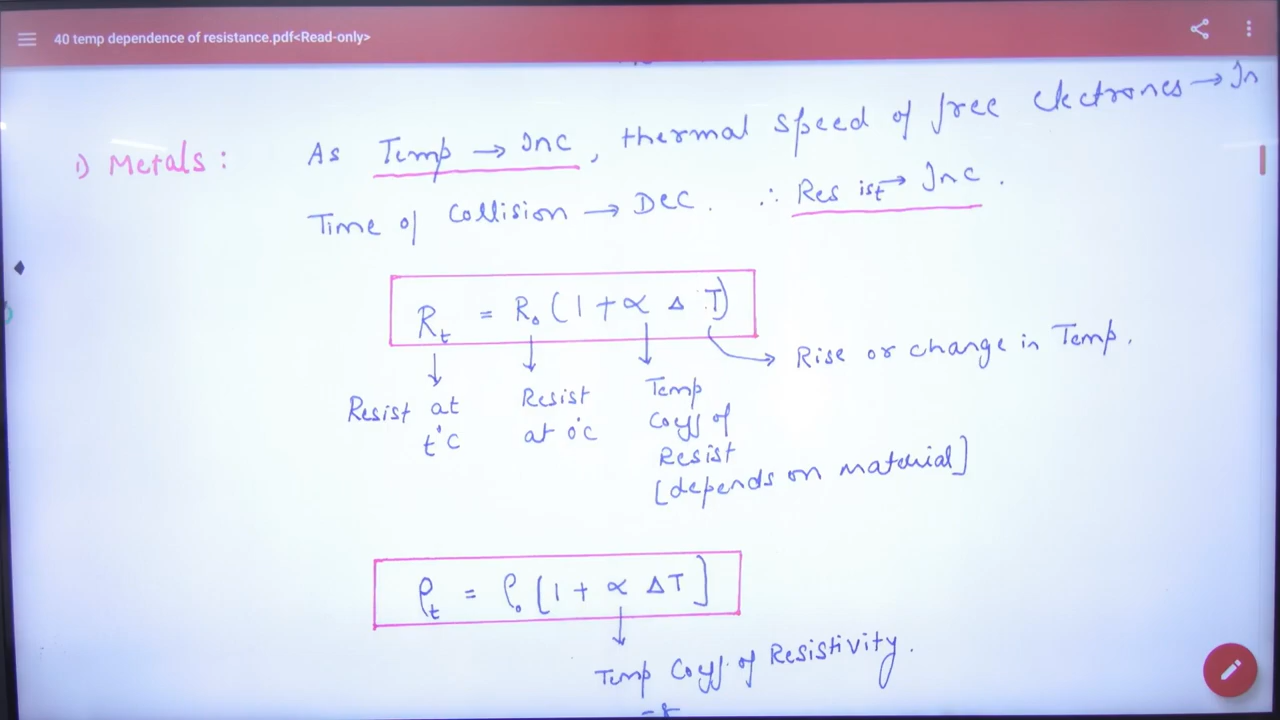 40 temp dependence of resistance.pdf<Read-only>
1) Metals: As Temp → Inc, thermal speed of free electrones → In
Time of Collision → Dec. ∴ Resist → Inc.
Rₜ = R₀ (1 + ∝ Δ T)
Rise or change in Temp.
Resist at t°C
Resist at 0°C
Temp Coeff of Resist [depends on material]
ρₜ = ρ₀ [1 + ∝ ΔT]
Temp Coeff. of Resistivity.